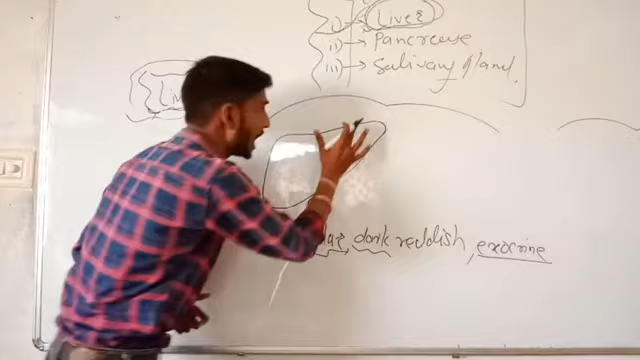 i) → Liver
ii) → Pancrease
iii) → Salivary gland.
dark reddish, exocrine